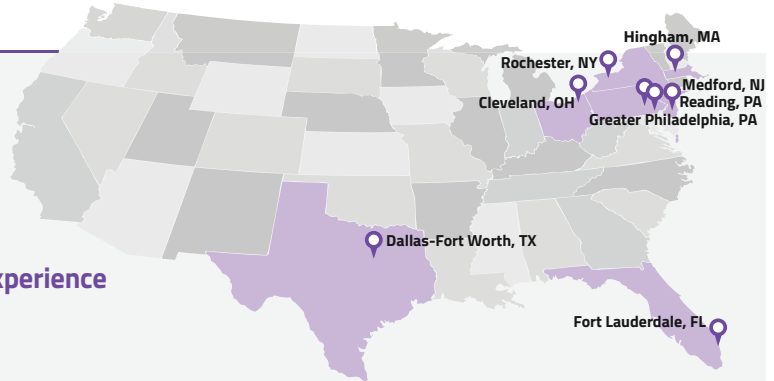 Hingham, MA
Rochester, NY
Medford, NJ
Cleveland, OH
Reading, PA
Greater Philadelphia, PA
Dallas-Fort Worth, TX
xperience
Fort Lauderdale, FL